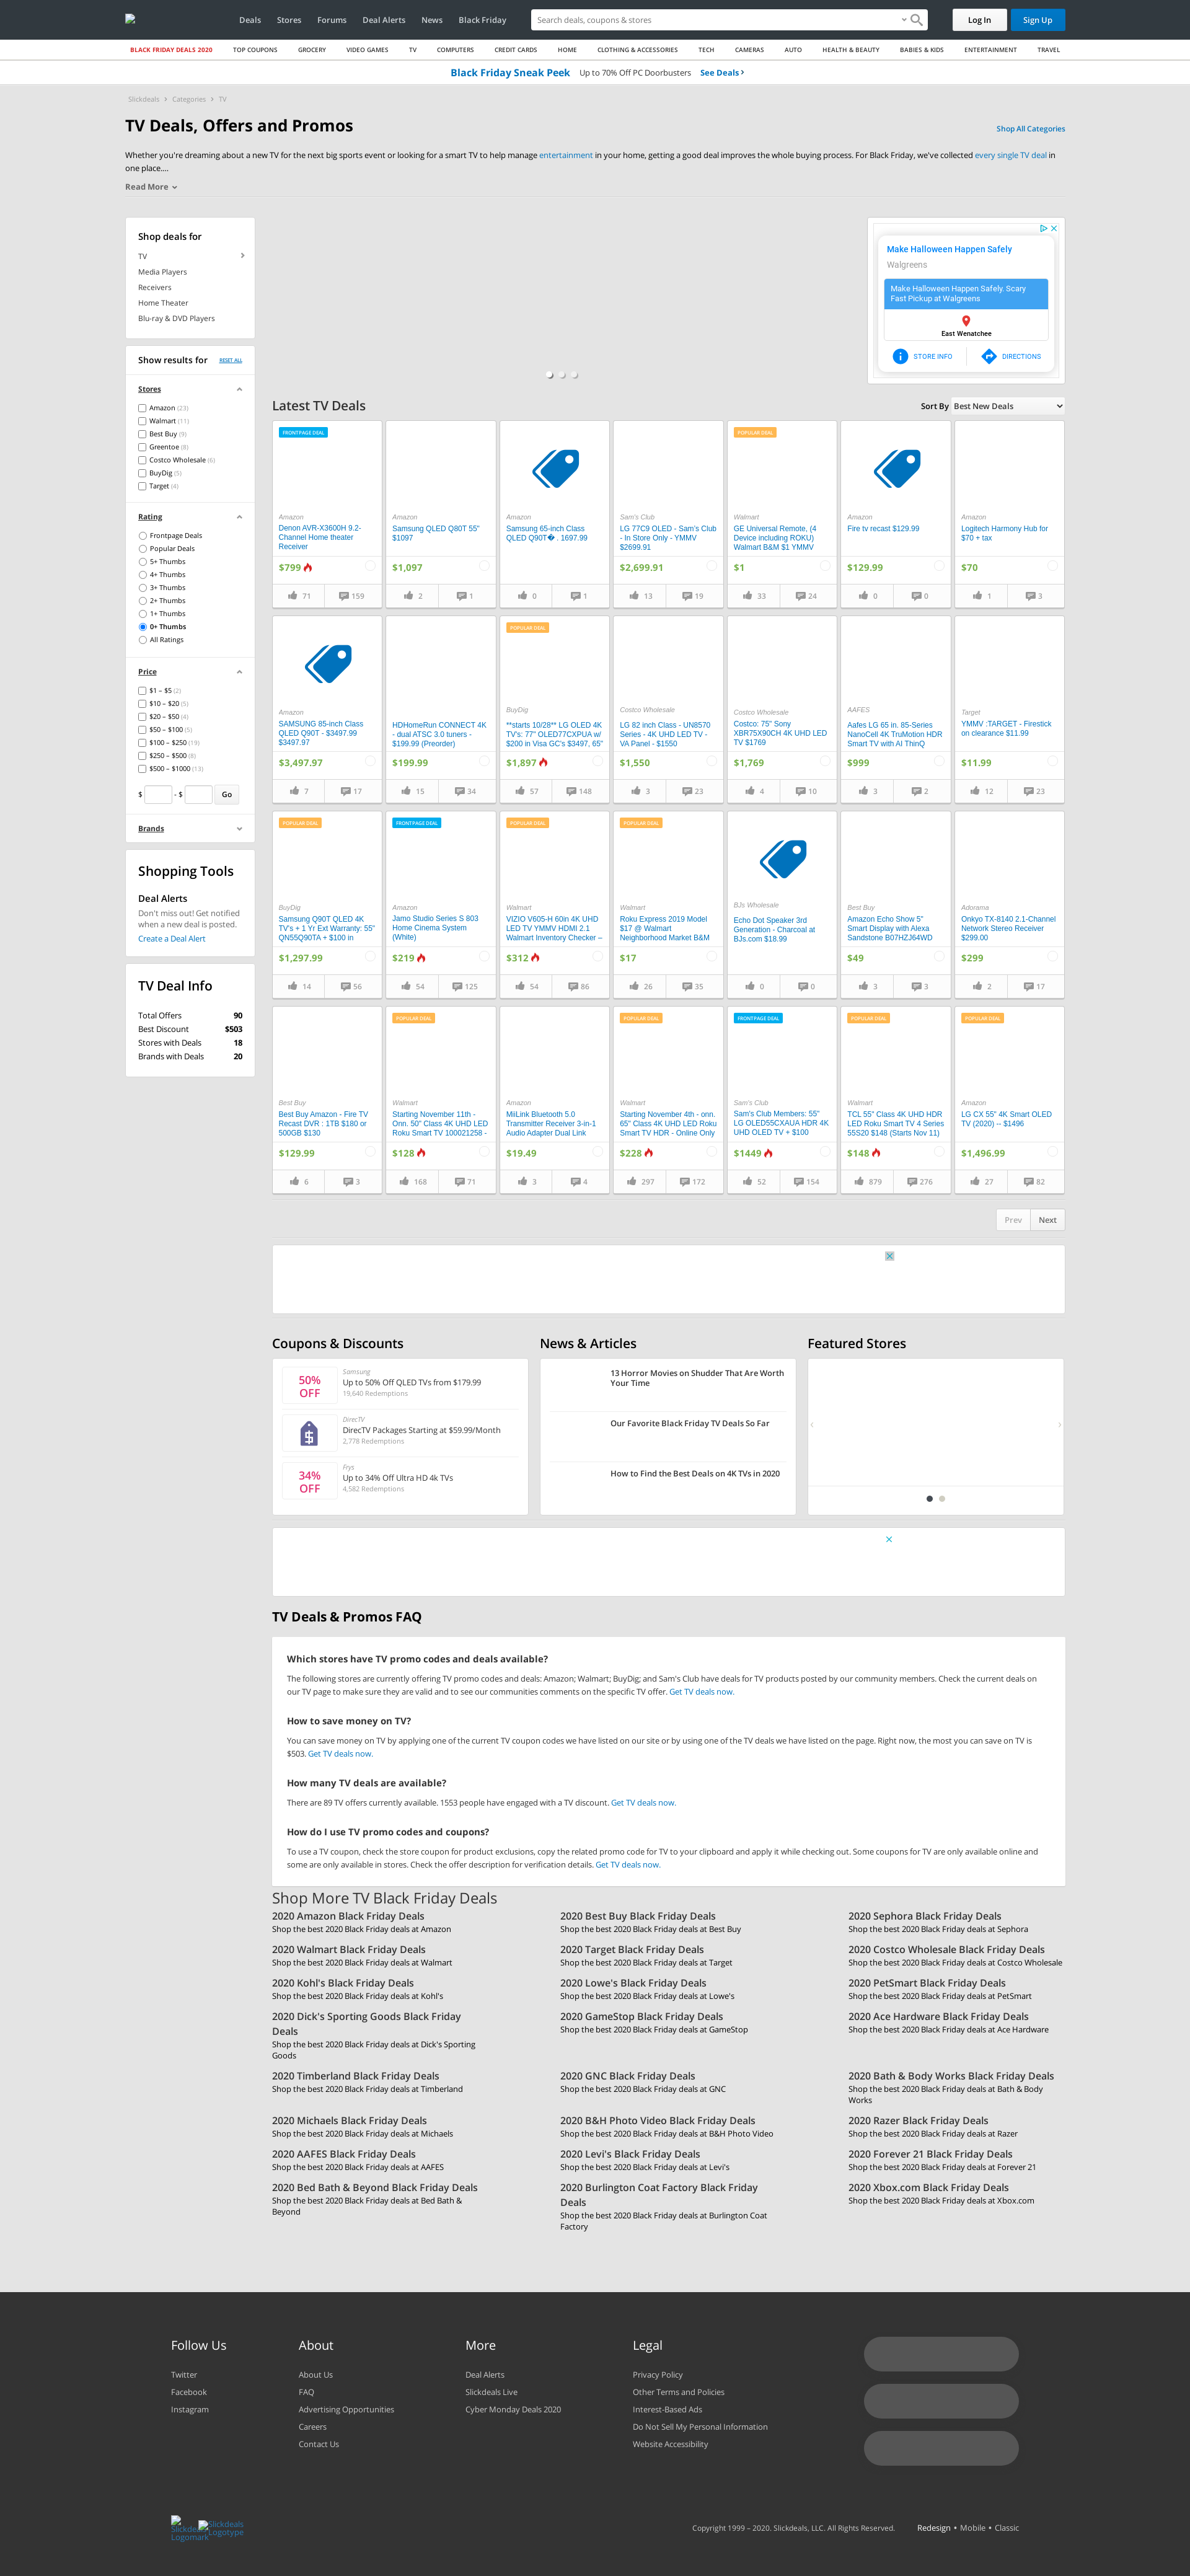 Deals Stores Forums Deal Alerts News Black Friday Search deals, coupons & stores Log In Sign Up
BLACK FRIDAY DEALS 2020 TOP COUPONS GROCERY VIDEO GAMES TV COMPUTERS CREDIT CARDS HOME CLOTHING & ACCESSORIES TECH CAMERAS AUTO HEALTH & BEAUTY BABIES & KIDS ENTERTAINMENT TRAVEL
Black Friday Sneak Peek Up to 70% Off PC Doorbusters See Deals
Slickdeals Categories TV
TV Deals, Offers and Promos
Shop All Categories
Whether you're dreaming about a new TV for the next big sports event or looking for a smart TV to help manage entertainment in your home, getting a good deal improves the whole buying process. For Black Friday, we've collected every single TV deal in
one place....
Read More
Shop deals for
TV
Media Players
Receivers
Home Theater
Blu-ray & DVD Players
Make Halloween Happen Safely
Walgreens
Make Halloween Happen Safely. Scary
Fast Pickup at Walgreens
East Wenatchee
STORE INFO DIRECTIONS
Show results for RESET ALL
Stores
Amazon (23)
Walmart (11)
Best Buy (9)
Greentoe (8)
Costco Wholesale (6)
BuyDig (5)
Target (4)
Rating
Frontpage Deals
Popular Deals
5+ Thumbs
4+ Thumbs
3+ Thumbs
2+ Thumbs
1+ Thumbs
0+ Thumbs
All Ratings
Price
$1 – $5 (2)
$10 – $20 (5)
$20 – $50 (4)
$50 – $100 (5)
$100 – $250 (19)
$250 – $500 (8)
$500 – $1000 (13)
$ - $ Go
Brands
Shopping Tools
Deal Alerts
Don't miss out! Get notified
when a new deal is posted.
Create a Deal Alert
TV Deal Info
Total Offers 90
Best Discount $503
Stores with Deals 18
Brands with Deals 20
Latest TV Deals
Sort By Best New Deals
FRONTPAGE DEAL
Amazon
Denon AVR-X3600H 9.2-
Channel Home theater
Receiver
$799
71 159
Amazon
Samsung QLED Q80T 55"
$1097
$1,097
2 1
Amazon
Samsung 65-inch Class
QLED Q90T� . 1697.99
0 1
Sam's Club
LG 77C9 OLED - Sam's Club
- In Store Only - YMMV
$2699.91
$2,699.91
13 19
POPULAR DEAL
Walmart
GE Universal Remote, (4
Device including ROKU)
Walmart B&M $1 YMMV
$1
33 24
Amazon
Fire tv recast $129.99
$129.99
0 0
Amazon
Logitech Harmony Hub for
$70 + tax
$70
1 3
Amazon
SAMSUNG 85-inch Class
QLED Q90T - $3497.99
$3497.97
$3,497.97
7 17
HDHomeRun CONNECT 4K
- dual ATSC 3.0 tuners -
$199.99 (Preorder)
$199.99
15 34
POPULAR DEAL
BuyDig
**starts 10/28** LG OLED 4K
TV's: 77" OLED77CXPUA w/
$200 in Visa GC's $3497, 65"
$1,897
57 148
Costco Wholesale
LG 82 inch Class - UN8570
Series - 4K UHD LED TV -
VA Panel - $1550
$1,550
3 23
Costco Wholesale
Costco: 75" Sony
XBR75X90CH 4K UHD LED
TV $1769
$1,769
4 10
AAFES
Aafes LG 65 in. 85-Series
NanoCell 4K TruMotion HDR
Smart TV with AI ThinQ
$999
3 2
Target
YMMV :TARGET - Firestick
on clearance $11.99
$11.99
12 23
POPULAR DEAL
BuyDig
Samsung Q90T QLED 4K
TV's + 1 Yr Ext Warranty: 55"
QN55Q90TA + $100 in
$1,297.99
14 56
FRONTPAGE DEAL
Amazon
Jamo Studio Series S 803
Home Cinema System
(White)
$219
54 125
POPULAR DEAL
Walmart
VIZIO V605-H 60in 4K UHD
LED TV YMMV HDMI 2.1
Walmart Inventory Checker –
$312
54 86
POPULAR DEAL
Walmart
Roku Express 2019 Model
$17 @ Walmart
Neighborhood Market B&M
$17
26 35
BJs Wholesale
Echo Dot Speaker 3rd
Generation - Charcoal at
BJs.com $18.99
0 0
Best Buy
Amazon Echo Show 5"
Smart Display with Alexa
Sandstone B07HZJ64WD
$49
3 3
Adorama
Onkyo TX-8140 2.1-Channel
Network Stereo Receiver
$299.00
$299
2 17
Best Buy
Best Buy Amazon - Fire TV
Recast DVR : 1TB $180 or
500GB $130
$129.99
6 3
POPULAR DEAL
Walmart
Starting November 11th -
Onn. 50" Class 4K UHD LED
Roku Smart TV 100021258 -
$128
168 71
Amazon
MiiLink Bluetooth 5.0
Transmitter Receiver 3-in-1
Audio Adapter Dual Link
$19.49
3 4
POPULAR DEAL
Walmart
Starting November 4th - onn.
65" Class 4K UHD LED Roku
Smart TV HDR - Online Only
$228
297 172
FRONTPAGE DEAL
Sam's Club
Sam's Club Members: 55"
LG OLED55CXAUA HDR 4K
UHD OLED TV + $100
$1449
52 154
POPULAR DEAL
Walmart
TCL 55" Class 4K UHD HDR
LED Roku Smart TV 4 Series
55S20 $148 (Starts Nov 11)
$148
879 276
POPULAR DEAL
Amazon
LG CX 55" 4K Smart OLED
TV (2020) -- $1496
$1,496.99
27 82
Prev Next
Coupons & Discounts
50%
OFF
Samsung
Up to 50% Off QLED TVs from $179.99
19,640 Redemptions
DirecTV
DirecTV Packages Starting at $59.99/Month
2,778 Redemptions
34%
OFF
Frys
Up to 34% Off Ultra HD 4k TVs
4,582 Redemptions
News & Articles
13 Horror Movies on Shudder That Are Worth
Your Time
Our Favorite Black Friday TV Deals So Far
How to Find the Best Deals on 4K TVs in 2020
Featured Stores
TV Deals & Promos FAQ
Which stores have TV promo codes and deals available?
The following stores are currently offering TV promo codes and deals: Amazon; Walmart; BuyDig; and Sam's Club have deals for TV products posted by our community members. Check the current deals on
our TV page to make sure they are valid and to see our communities comments on the specific TV offer. Get TV deals now.
How to save money on TV?
You can save money on TV by applying one of the current TV coupon codes we have listed on our site or by using one of the TV deals we have listed on the page. Right now, the most you can save on TV is
$503. Get TV deals now.
How many TV deals are available?
There are 89 TV offers currently available. 1553 people have engaged with a TV discount. Get TV deals now.
How do I use TV promo codes and coupons?
To use a TV coupon, check the store coupon for product exclusions, copy the related promo code for TV to your clipboard and apply it while checking out. Some coupons for TV are only available online and
some are only available in stores. Check the offer description for verification details. Get TV deals now.
Shop More TV Black Friday Deals
2020 Amazon Black Friday Deals
Shop the best 2020 Black Friday deals at Amazon
2020 Best Buy Black Friday Deals
Shop the best 2020 Black Friday deals at Best Buy
2020 Sephora Black Friday Deals
Shop the best 2020 Black Friday deals at Sephora
2020 Walmart Black Friday Deals
Shop the best 2020 Black Friday deals at Walmart
2020 Target Black Friday Deals
Shop the best 2020 Black Friday deals at Target
2020 Costco Wholesale Black Friday Deals
Shop the best 2020 Black Friday deals at Costco Wholesale
2020 Kohl's Black Friday Deals
Shop the best 2020 Black Friday deals at Kohl's
2020 Lowe's Black Friday Deals
Shop the best 2020 Black Friday deals at Lowe's
2020 PetSmart Black Friday Deals
Shop the best 2020 Black Friday deals at PetSmart
2020 Dick's Sporting Goods Black Friday
Deals
Shop the best 2020 Black Friday deals at Dick's Sporting
Goods
2020 GameStop Black Friday Deals
Shop the best 2020 Black Friday deals at GameStop
2020 Ace Hardware Black Friday Deals
Shop the best 2020 Black Friday deals at Ace Hardware
2020 Timberland Black Friday Deals
Shop the best 2020 Black Friday deals at Timberland
2020 GNC Black Friday Deals
Shop the best 2020 Black Friday deals at GNC
2020 Bath & Body Works Black Friday Deals
Shop the best 2020 Black Friday deals at Bath & Body
Works
2020 Michaels Black Friday Deals
Shop the best 2020 Black Friday deals at Michaels
2020 B&H Photo Video Black Friday Deals
Shop the best 2020 Black Friday deals at B&H Photo Video
2020 Razer Black Friday Deals
Shop the best 2020 Black Friday deals at Razer
2020 AAFES Black Friday Deals
Shop the best 2020 Black Friday deals at AAFES
2020 Levi's Black Friday Deals
Shop the best 2020 Black Friday deals at Levi's
2020 Forever 21 Black Friday Deals
Shop the best 2020 Black Friday deals at Forever 21
2020 Bed Bath & Beyond Black Friday Deals
Shop the best 2020 Black Friday deals at Bed Bath &
Beyond
2020 Burlington Coat Factory Black Friday
Deals
Shop the best 2020 Black Friday deals at Burlington Coat
Factory
2020 Xbox.com Black Friday Deals
Shop the best 2020 Black Friday deals at Xbox.com
Follow Us
Twitter
Facebook
Instagram
About
About Us
FAQ
Advertising Opportunities
Careers
Contact Us
More
Deal Alerts
Slickdeals Live
Cyber Monday Deals 2020
Legal
Privacy Policy
Other Terms and Policies
Interest-Based Ads
Do Not Sell My Personal Information
Website Accessibility
Slickdeals
Logotype
Logomark
Copyright 1999 – 2020. Slickdeals, LLC. All Rights Reserved. Redesign • Mobile • Classic